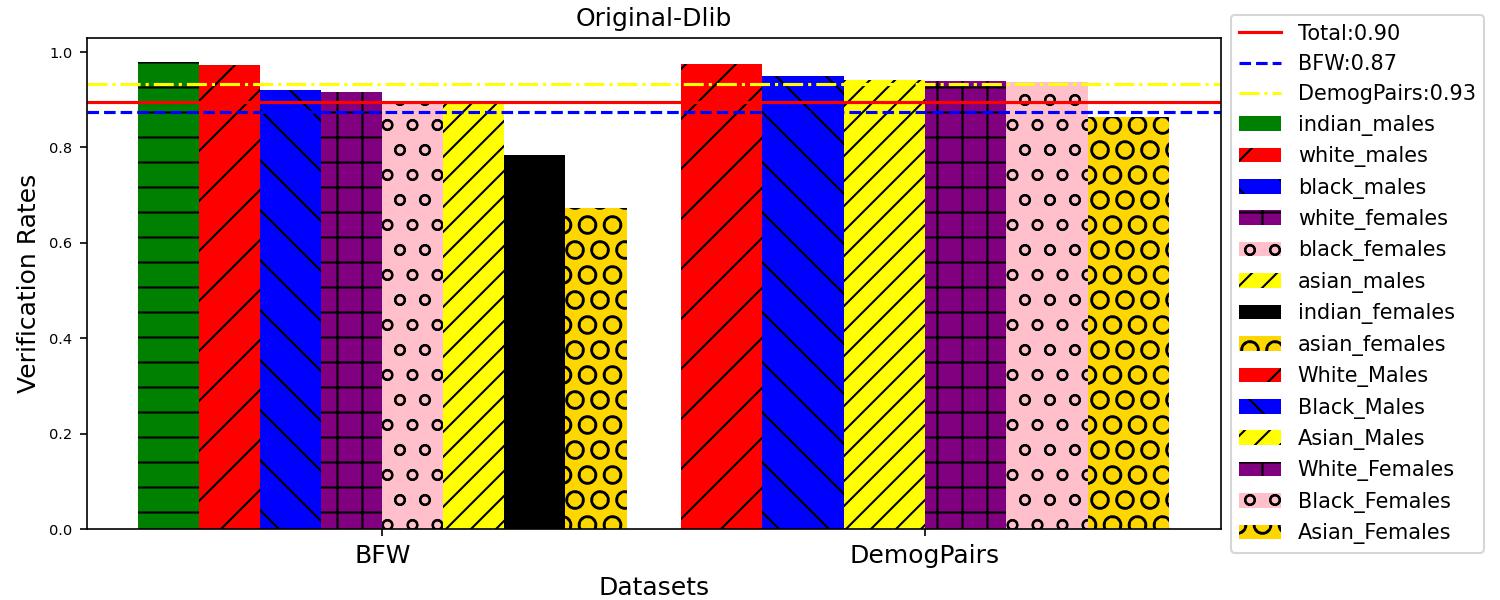 Original-Dlib
Verification Rates
1.0
0.8
0.6
0.4
0.2
0.0
BFW
DemogPairs
Datasets
Total:0.90
BFW:0.87
DemogPairs:0.93
indian_males
white_males
black_males
white_females
black_females
asian_males
indian_females
asian_females
White_Males
Black_Males
Asian_Males
White_Females
Black_Females
Asian_Females